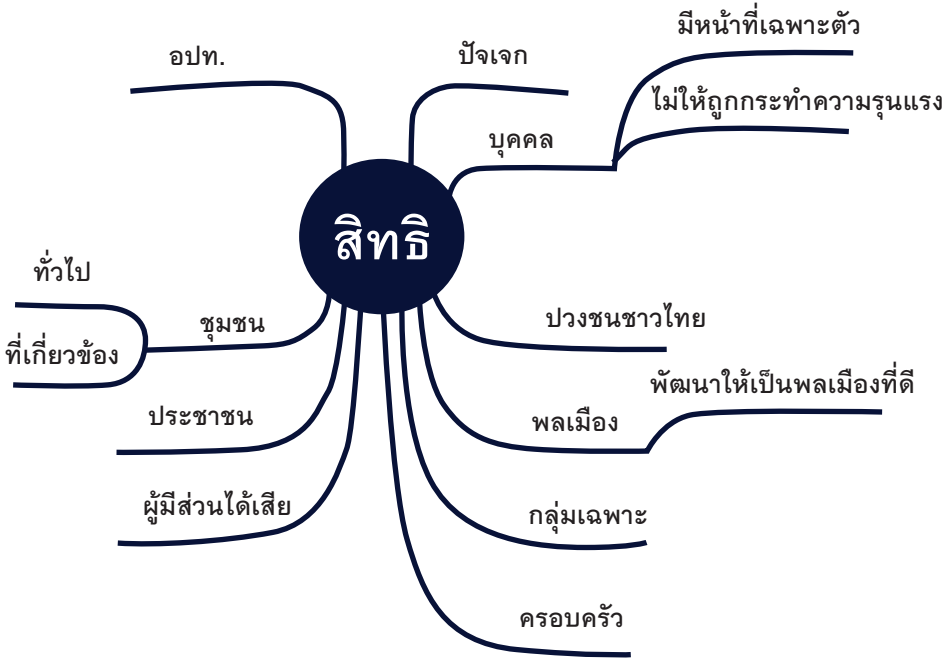 มีหน้าที่เฉพาะตัว
อปท.
ปัจเจก
ไม่ให้ถูกกระทำความรุนแรง
บุคคล
สิทธิ
ทั่วไป
ชุมชน
ปวงชนชาวไทย
ที่เกี่ยวข้อง
พัฒนาให้เป็นพลเมืองที่ดี
ประชาชน
พลเมือง
ผู้มีส่วนได้เสีย
กลุ่มเฉพาะ
ครอบครัว